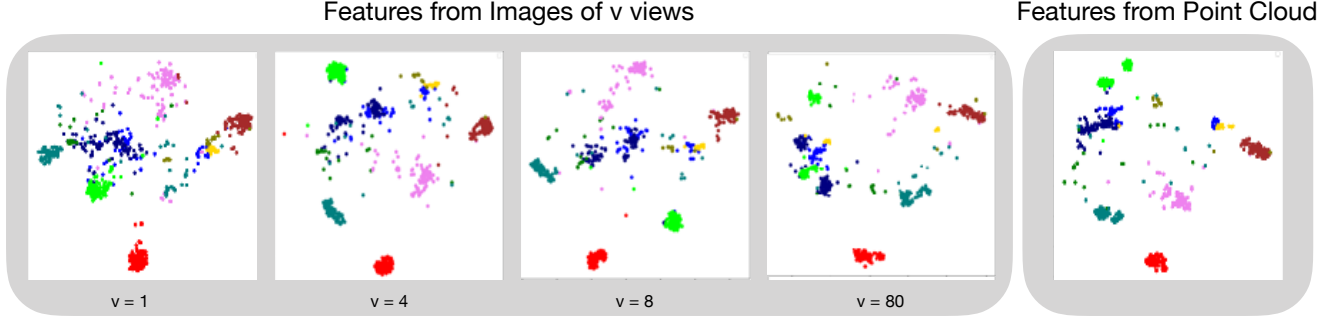 Features from Images of v views
Features from Point Cloud
v = 1
v = 4
v = 8
v = 80